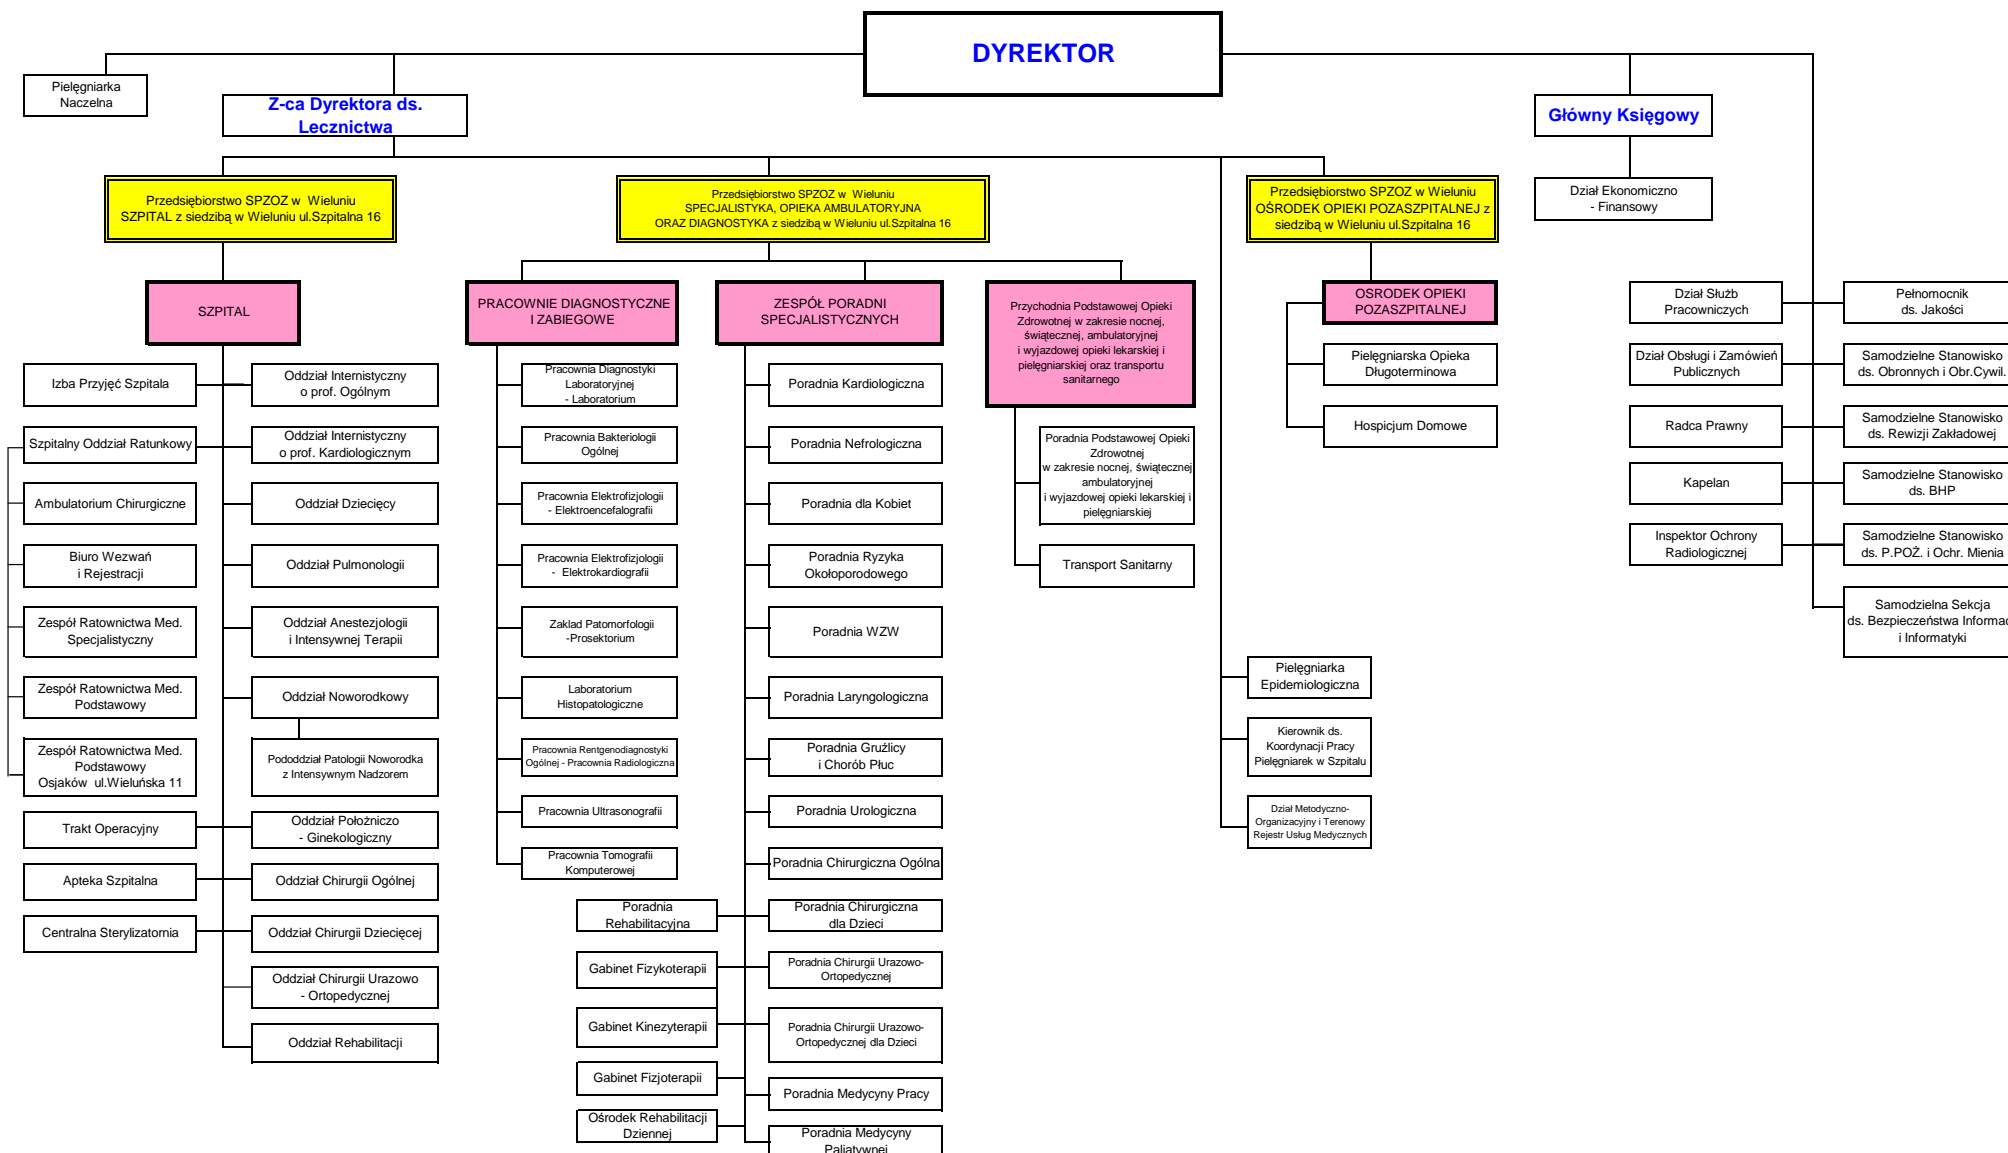 DYREKTOR
Pielęgniarka
Naczelna
Z-ca Dyrektora ds.
Lecznictwa
Główny Księgowy
Przedsiębiorstwo SPZOZ w Wieluniu
SZPITAL z siedzibą w Wieluniu ul.Szpitalna 16
Przedsiębiorstwo SPZOZ w Wieluniu
SPECJALISTYKA, OPIEKA AMBULATORYJNA
ORAZ DIAGNOSTYKA z siedzibą w Wieluniu ul.Szpitalna 16
Przedsiębiorstwo SPZOZ w Wieluniu
OŚRODEK OPIEKI POZASZPITALNEJ z
siedzibą w Wieluniu ul.Szpitalna 16
Dział Ekonomiczno
- Finansowy
SZPITAL
Izba Przyjęć Szpitala
Szpitalny Oddział Ratunkowy
Ambulatorium Chirurgiczne
Biuro Wezwań
i Rejestracji
Zespół Ratownictwa Med.
Specjalistyczny
Zespół Ratownictwa Med.
Podstawowy
Zespół Ratownictwa Med.
Podstawowy
Osjaków ul.Wieluńska 11
Trakt Operacyjny
Apteka Szpitalna
Centralna Sterylizatornia
Oddział Internistyczny
o prof. Ogólnym
Oddział Internistyczny
o prof. Kardiologicznym
Oddział Dziecięcy
Oddział Pulmonologii
Oddział Anestezjologii
i Intensywnej Terapii
Oddział Noworodkowy
Pododdział Patologii Noworodka
z Intensywnym Nadzorem
Oddział Położniczo
- Ginekologiczny
Oddział Chirurgii Ogólnej
Oddział Chirurgii Dziecięcej
Oddział Chirurgii Urazowo
- Ortopedycznej
Oddział Rehabilitacji
PRACOWNIE DIAGNOSTYCZNE
I ZABIEGOWE
Pracownia Diagnostyki
Laboratoryjnej
- Laboratorium
Pracownia Bakteriologii
Ogólnej
Pracownia Elektrofizjologii
- Elektroencefalografii
Pracownia Elektrofizjologii
- Elektrokardiografii
Zaklad Patomorfologii
-Prosektorium
Laboratorium
Histopatologiczne
Pracownia Rentgenodiagnostyki
Ogólnej - Pracownia Radiologiczna
Pracownia Ultrasonografii
Pracownia Tomografii
Komputerowej
ZESPÓŁ PORADNI
SPECJALISTYCZNYCH
Poradnia Kardiologiczna
Poradnia Nefrologiczna
Poradnia dla Kobiet
Poradnia Ryzyka
Okołoporodowego
Poradnia WZW
Poradnia Laryngologiczna
Poradnia Gruźlicy
i Chorób Płuc
Poradnia Urologiczna
Poradnia Chirurgiczna Ogólna
Poradnia Chirurgiczna
dla Dzieci
Poradnia Chirurgii Urazowo-
Ortopedycznej
Poradnia Chirurgii Urazowo-
Ortopedycznej dla Dzieci
Poradnia Medycyny Pracy
Poradnia Medycyny
Paliatywnej
Poradnia
Rehabilitacyjna
Gabinet Fizykoterapii
Gabinet Kinezyterapii
Gabinet Fizjoterapii
Ośrodek Rehabilitacji
Dziennej
Przychodnia Podstawowej Opieki
Zdrowotnej w zakresie nocnej,
świątecznej, ambulatoryjnej
i wyjazdowej opieki lekarskiej i
pielęgniarskiej oraz transportu
sanitarnego
Poradnia Podstawowej Opieki
Zdrowotnej
w zakresie nocnej, świątecznej
ambulatoryjnej
i wyjazdowej opieki lekarskiej i
pielęgniarskiej
Transport Sanitarny
OSRODEK OPIEKI
POZASZPITALNEJ
Pielęgniarska Opieka
Długoterminowa
Hospicjum Domowe
Pielęgniarka
Epidemiologiczna
Kierownik ds.
Koordynacji Pracy
Pielęgniarek w Szpitalu
Dział Metodyczno-
Organizacyjny i Terenowy
Rejestr Usług Medycznych
Dział Służb
Pracowniczych
Dział Obsługi i Zamówień
Publicznych
Radca Prawny
Kapelan
Inspektor Ochrony
Radiologicznej
Pełnomocnik
ds. Jakości
Samodzielne Stanowisko
ds. Obronnych i Obr.Cywil.
Samodzielne Stanowisko
ds. Rewizji Zakładowej
Samodzielne Stanowisko
ds. BHP
Samodzielne Stanowisko
ds. P.POŻ. i Ochr. Mienia
Samodzielna Sekcja
ds. Bezpieczeństwa Informac
i Informatyki